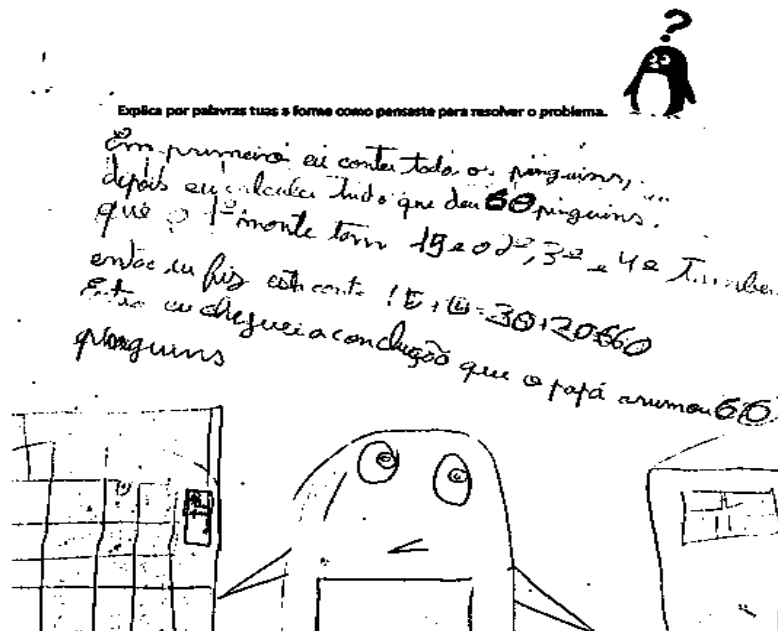 ?
Explica por palavras tuas a forma como pensaste para resolver o problema.
Em primeiro eu contei todos os pinguins,
depois eu calculei tudo que deu 60 pinguins.
que o 1º monte tem 15 e o 2º, 3º e 4º Também
então eu fiz esta conta 15+15=30+
Então eu cheguei a conclusão que o papá arrumou 60
pinguins